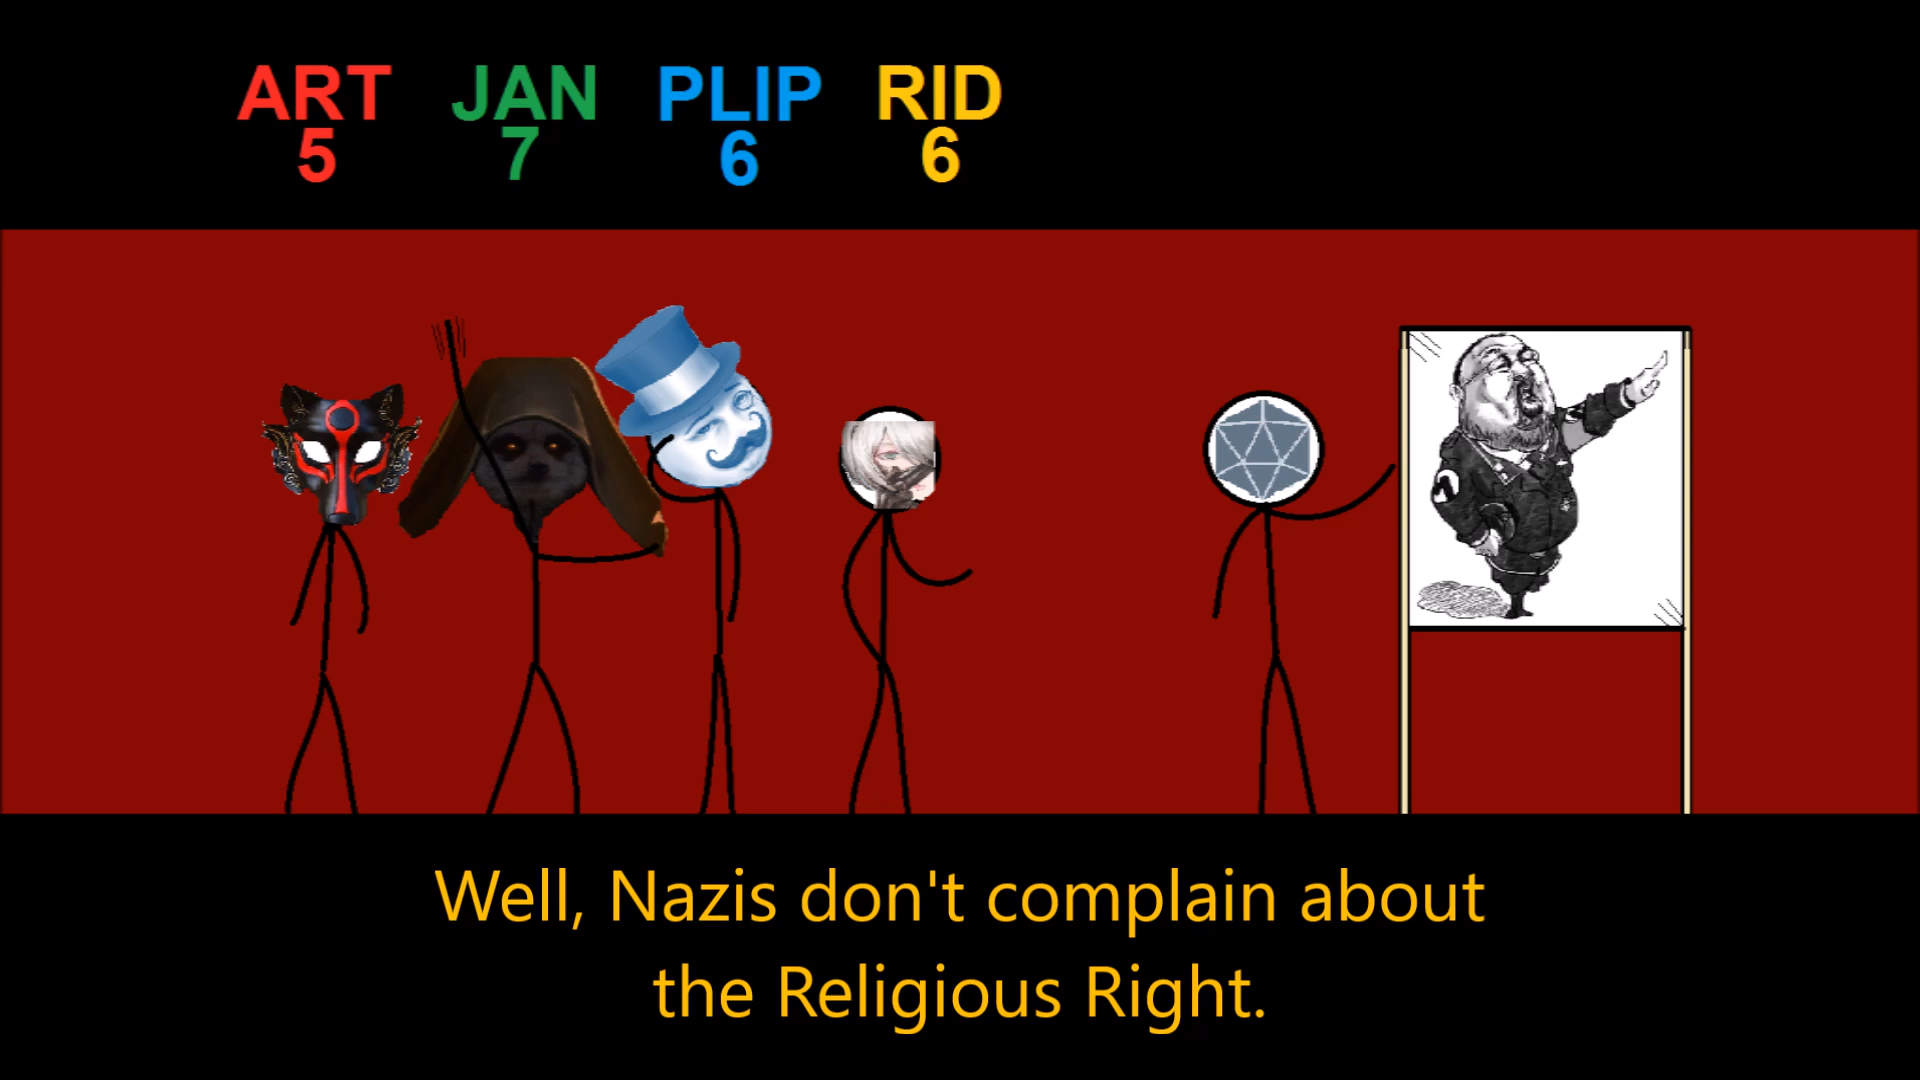 ART JAN PLIP RID
5 7 6 6
Well, Nazis don't complain about
the Religious Right.